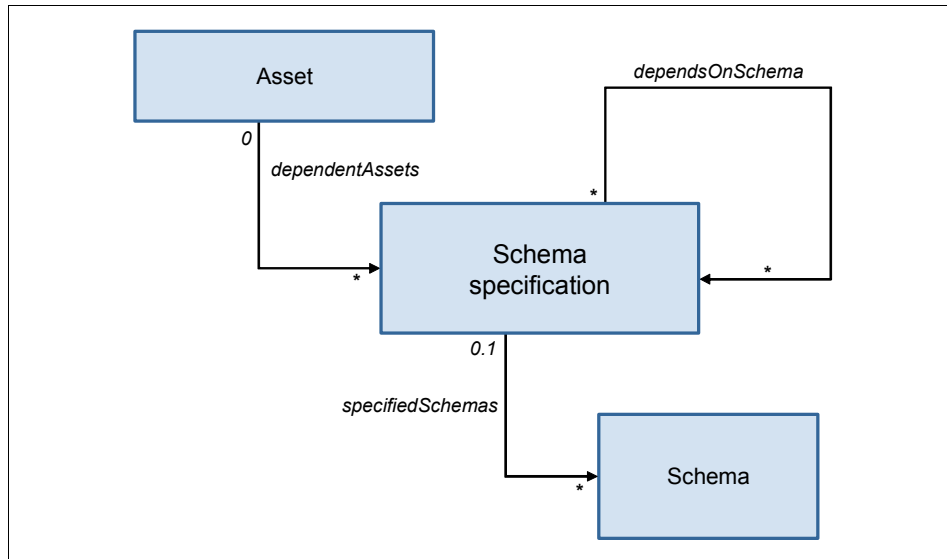 Asset
dependsOnSchema
0
dependentAssets
*
Schema
specification
*
*
0.1
specifiedSchemas
Schema
*